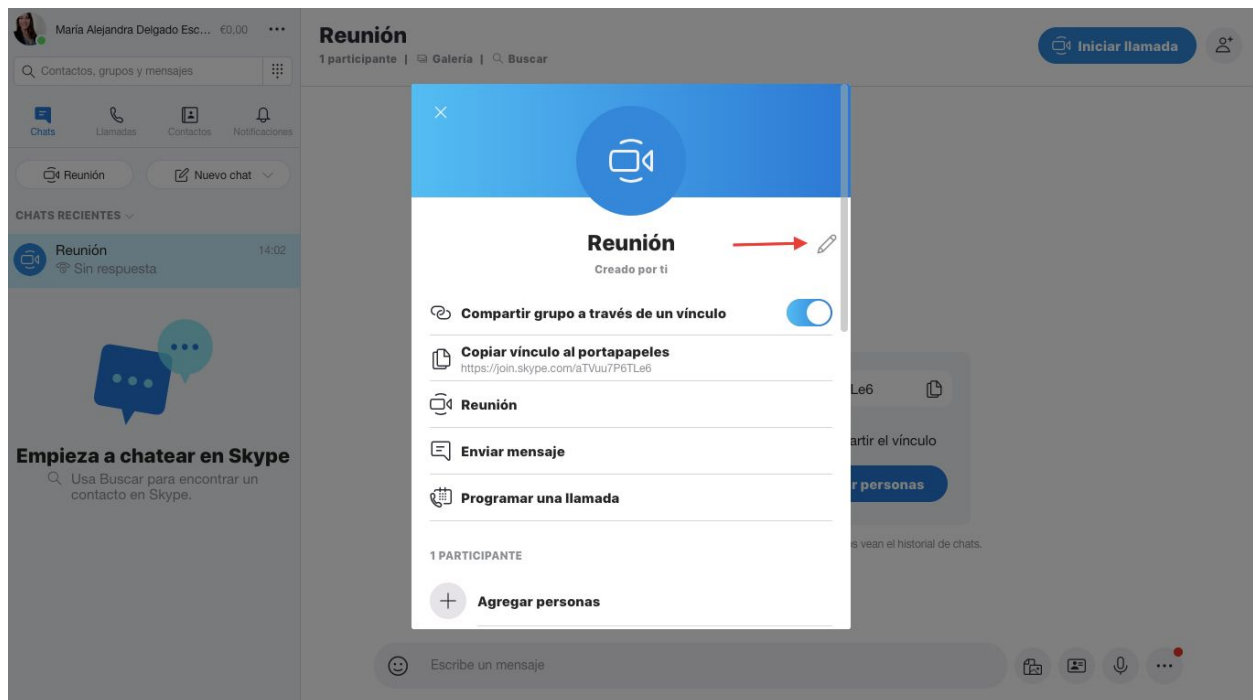 María Alejandra Delgado Esc... €0,00
Contactos, grupos y mensajes
Chats
Llamadas
Contactos
Notificaciones
Reunión
Nuevo chat
CHATS RECIENTES
Reunión
14:02
Sin respuesta
Empieza a chatear en Skype
Usa Buscar para encontrar un
contacto en Skype.
Reunión
1 participante | Galería | Buscar
Iniciar llamada
Reunión
Creado por ti
Compartir grupo a través de un vínculo
Copiar vínculo al portapapeles
https://join.skype.com/aTVuu7P6TLe6
Reunión
Enviar mensaje
Programar una llamada
1 PARTICIPANTE
Agregar personas
Le6
artir el vínculo
r personas
s vean el historial de chats.
Escribe un mensaje